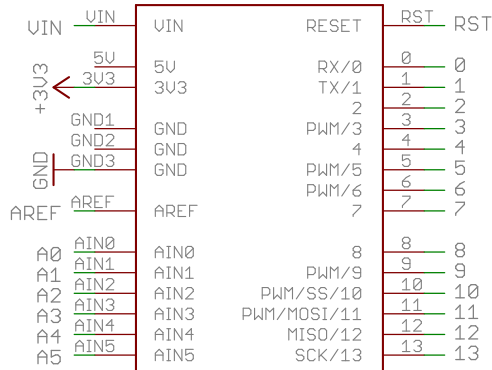 VIN VIN VIN RESET RST RST
5V 5V RX/0 0 0
+3V3 3V3 3V3 TX/1 1 1
2 2 2
GND1 GND PWM/3 3 3
GND2 GND 4 4 4
GND GND3 GND PWM/5 5 5
PWM/6 6 6
AREF AREF AREF 7 7 7
A0 AIN0 AIN0 8 8 8
A1 AIN1 AIN1 PWM/9 9 9
A2 AIN2 AIN2 PWM/SS/10 10 10
A3 AIN3 AIN3 PWM/MOSI/11 11 11
A4 AIN4 AIN4 MISO/12 12 12
A5 AIN5 AIN5 SCK/13 13 13